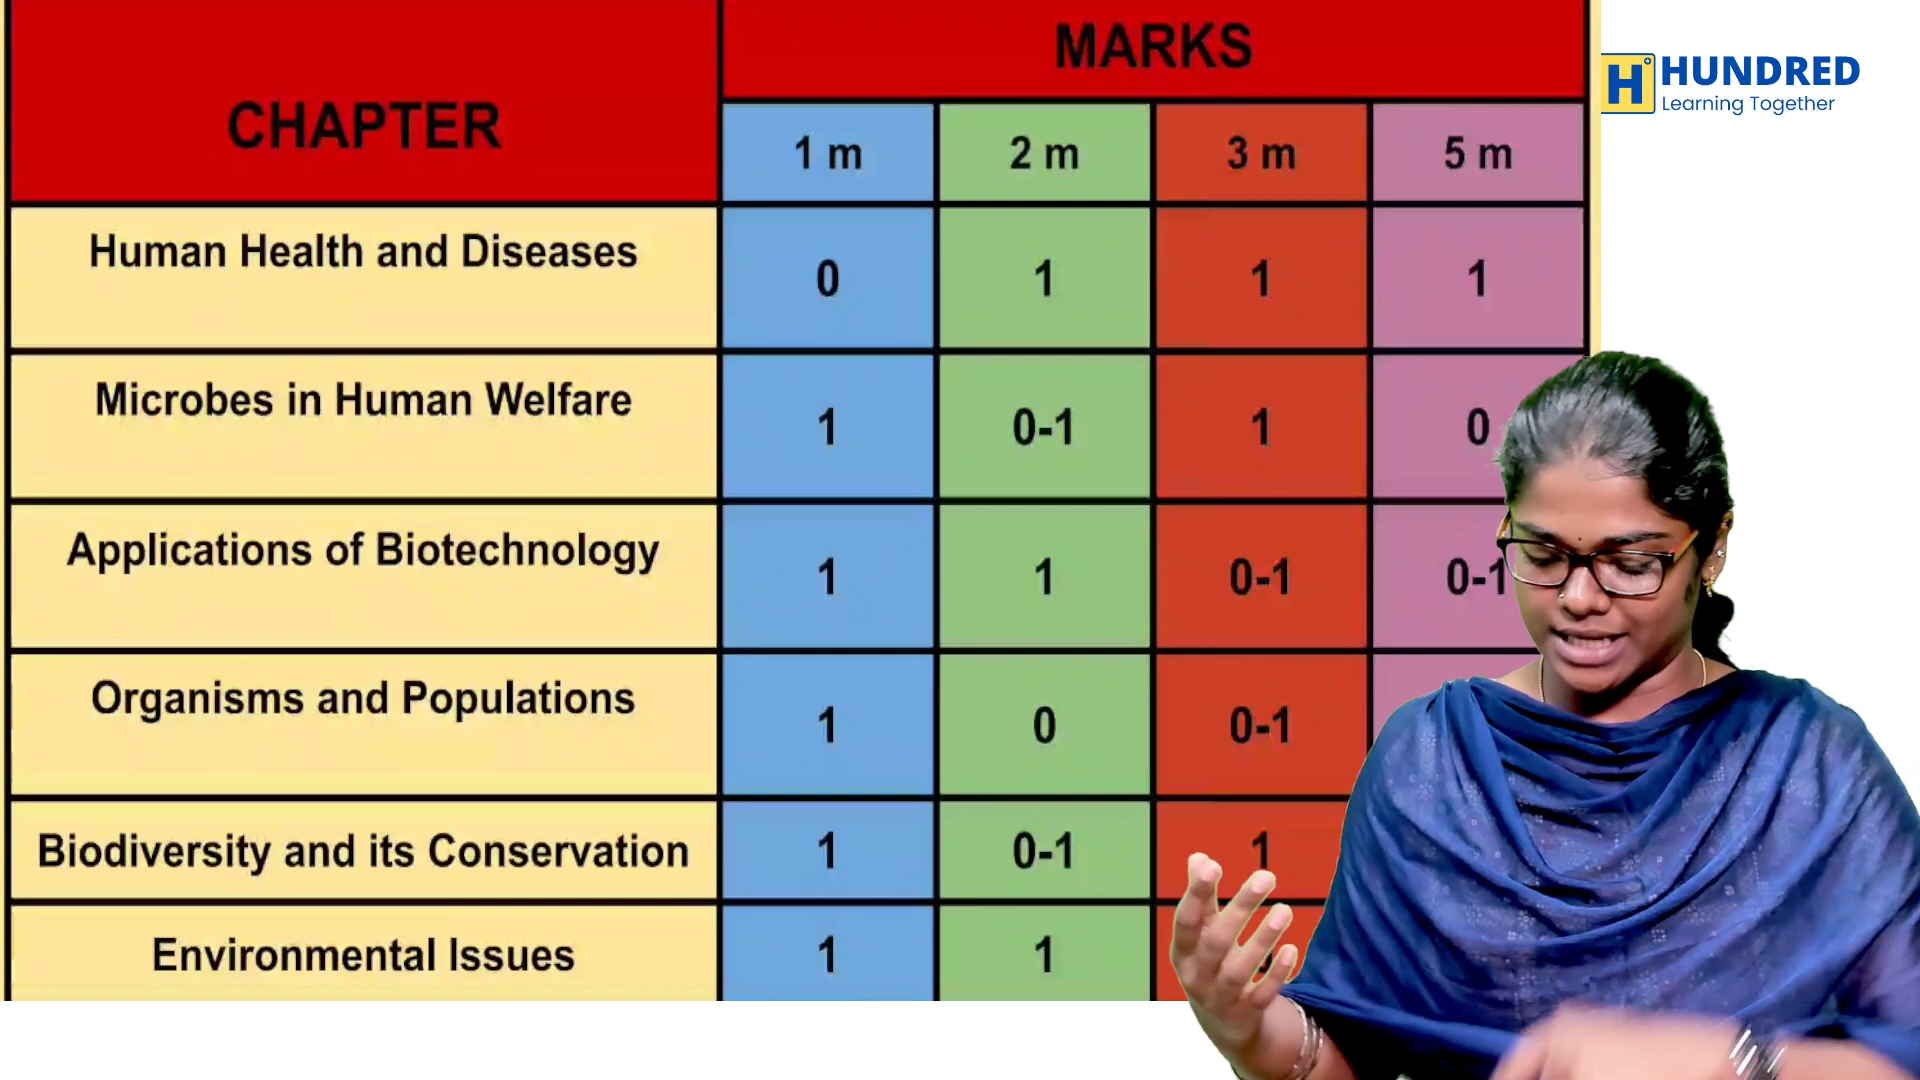 CHAPTER
MARKS
1 m 2 m 3 m 5 m
Human Health and Diseases 0 1 1 1
Microbes in Human Welfare 1 0-1 1 0
Applications of Biotechnology 1 1 0-1 0-1
Organisms and Populations 1 0 0-1
Biodiversity and its Conservation 1 0-1 1
Environmental Issues 1 1
H HUNDRED
Learning Together